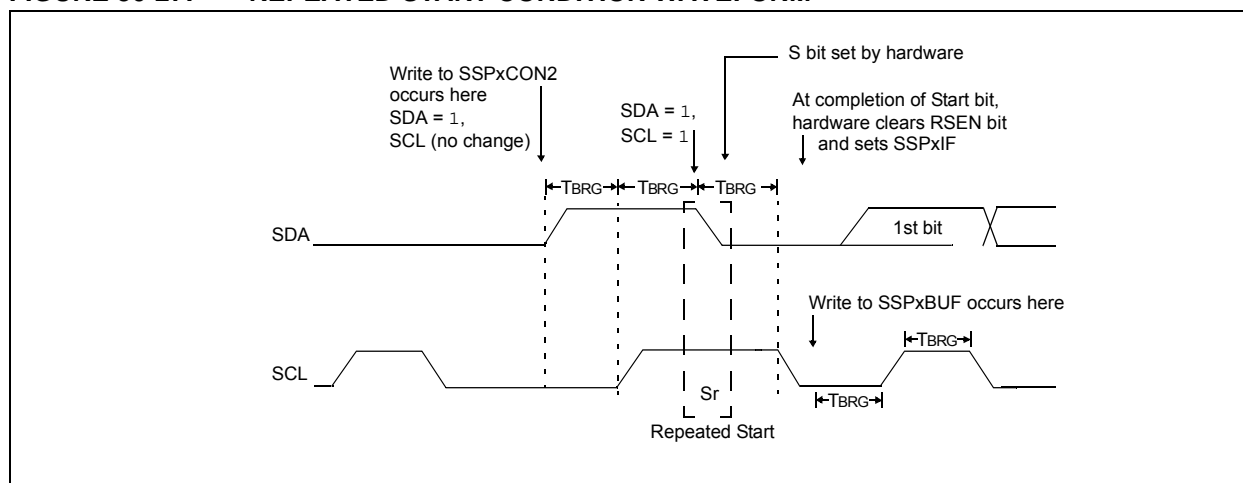 S bit set by hardware
Write to SSPxCON2
occurs here
SDA = 1,
SCL (no change)
SDA = 1,
SCL = 1
At completion of Start bit,
hardware clears RSEN bit
and sets SSPxIF
TBRG TBRG TBRG
SDA
1st bit
Write to SSPxBUF occurs here
TBRG
SCL
Sr
TBRG
Repeated Start